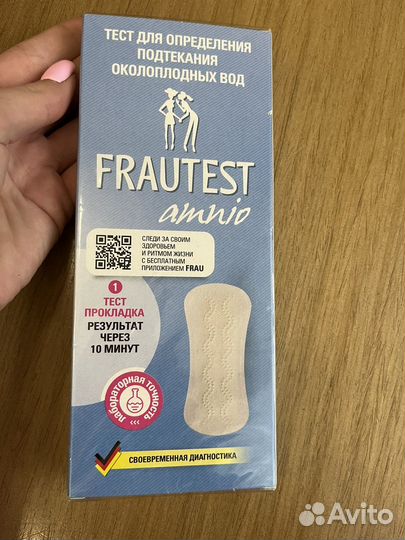 ТЕСТ ДЛЯ ОПРЕДЕЛЕНИЯ
ПОДТЕКАНИЯ
ОКОЛОПЛОДНЫХ ВОД
FRAUTEST
amnio
СЛЕДИ ЗА СВОИМ
ЗДОРОВЬЕМ
И РИТМОМ ЖИЗНИ
С БЕСПЛАТНЫМ
ПРИЛОЖЕНИЕМ FRAU
1
ТЕСТ
ПРОКЛАДКА
РЕЗУЛЬТАТ
ЧЕРЕЗ
10 МИНУТ
лабораторная точность
<<<
СВОЕВРЕМЕННАЯ ДИАГНОСТИКА
Avito